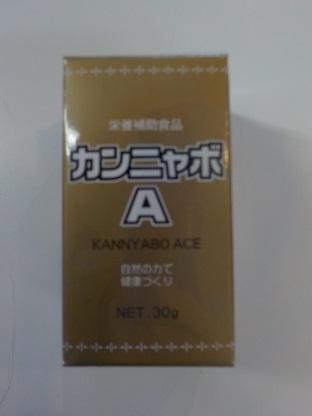 栄養補助食品
カンニャボ
A
KANNYABO ACE
自然の力で
健康づくり
NET.30g